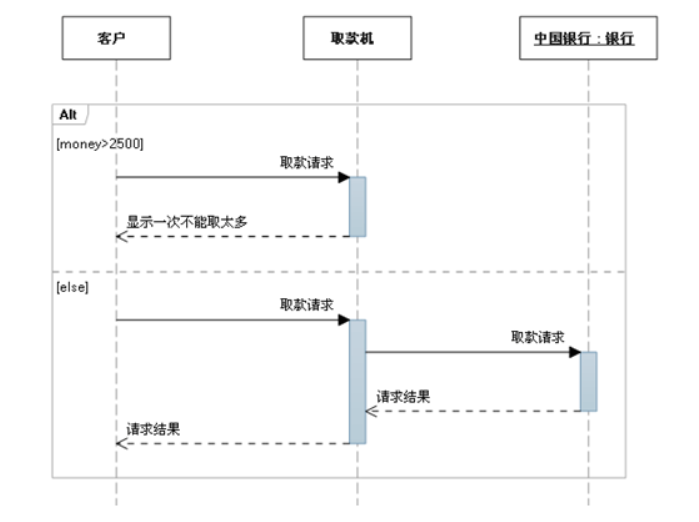 客户
取款机
中国银行：银行
Alt
[money>2500]
取款请求
显示一次不能取太多
[else]
取款请求
取款请求
请求结果
请求结果